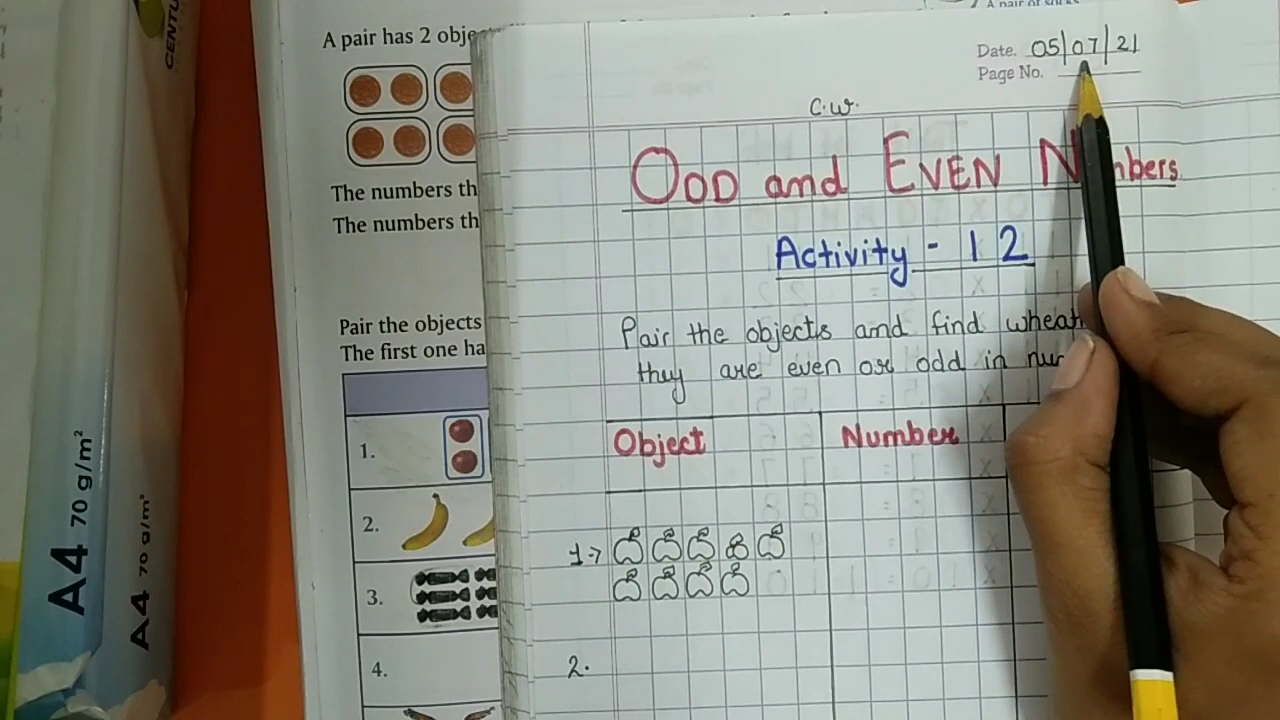 CENTU
A4 70 g/m²
A4 70 g/m²
A pair has 2 obje
The numbers th
The numbers th
Pair the objects
The first one ha
1.
2.
3.
4.
Date. 05/07/21
Page No.
C.W.
ODD and EVEN N mbers
Activity - 12
Pair the objects and find wheat
they are even or odd in nu
Object Number
1→
2.